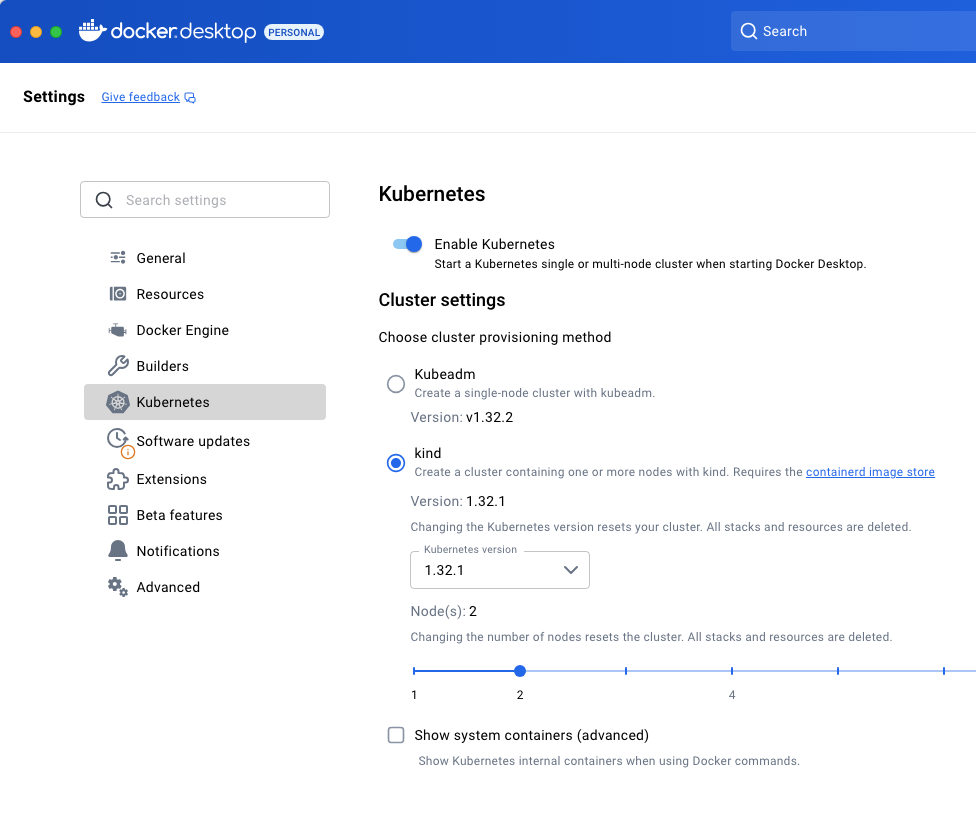 docker desktop PERSONAL
Search
Settings
Give feedback
Search settings
General
Resources
Docker Engine
Builders
Kubernetes
Software updates
Extensions
Beta features
Notifications
Advanced
Kubernetes
Enable Kubernetes
Start a Kubernetes single or multi-node cluster when starting Docker Desktop.
Cluster settings
Choose cluster provisioning method
Kubeadm
Create a single-node cluster with kubeadm.
Version: v1.32.2
kind
Create a cluster containing one or more nodes with kind. Requires the containerd image store
Version: 1.32.1
Changing the Kubernetes version resets your cluster. All stacks and resources are deleted.
Kubernetes version
1.32.1
Node(s): 2
Changing the number of nodes resets the cluster. All stacks and resources are deleted.
1 2 4
Show system containers (advanced)
Show Kubernetes internal containers when using Docker commands.